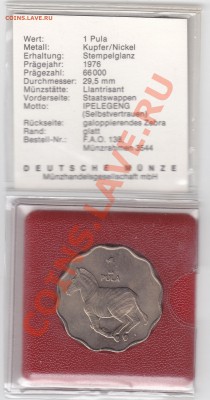 Wert: 1 Pula
Metall: Kupfer/Nickel
Erhaltung: Stempelglanz
Prägejahr: 1976
Prägezahl: 66000
Durchmesser: 29,5 mm
Münzstätte: Llantrisant
Vorderseite: Staatswappen
Motto: IPELEGENG
(Selbstvertrauen)
Rückseite: galoppierendes Zebra
Rand: glatt
Bestell-Nr.: F.A.O. 138
Münzrahmen 3544
DEUTSCHE MÜNZE
Münzhandelsgesellschaft mbH
PULA
COINS.LAVE.RU